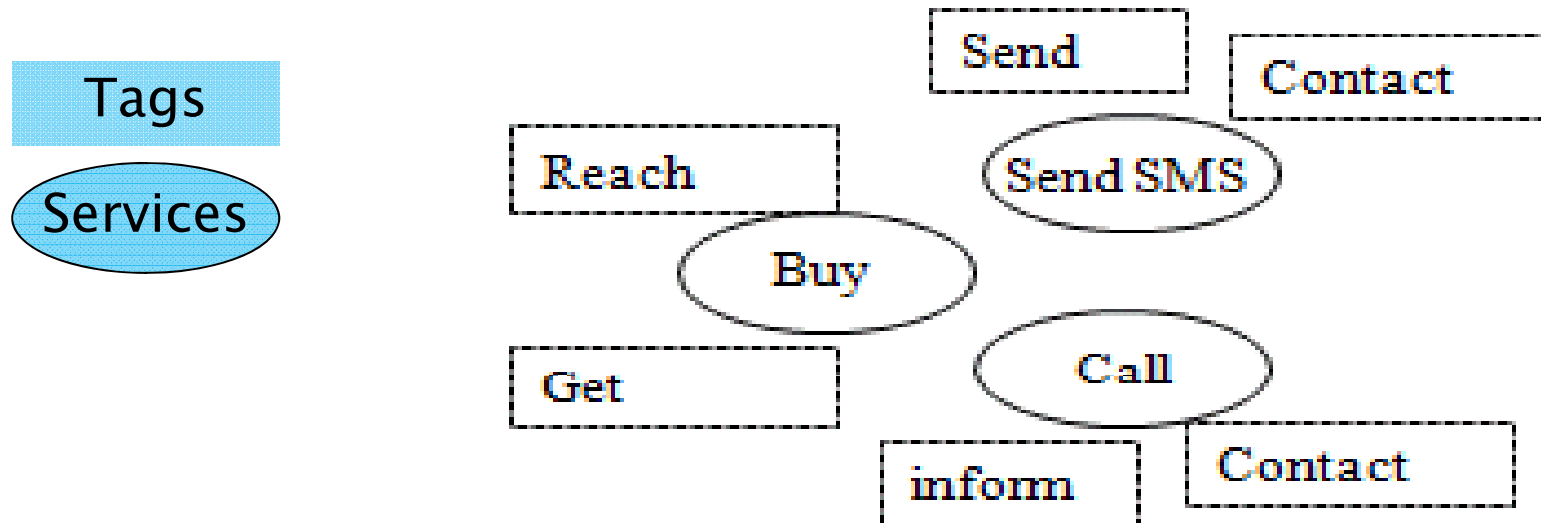 Tags
Services
Send
Contact
Reach
Send SMS
Buy
Get
Call
inform
Contact